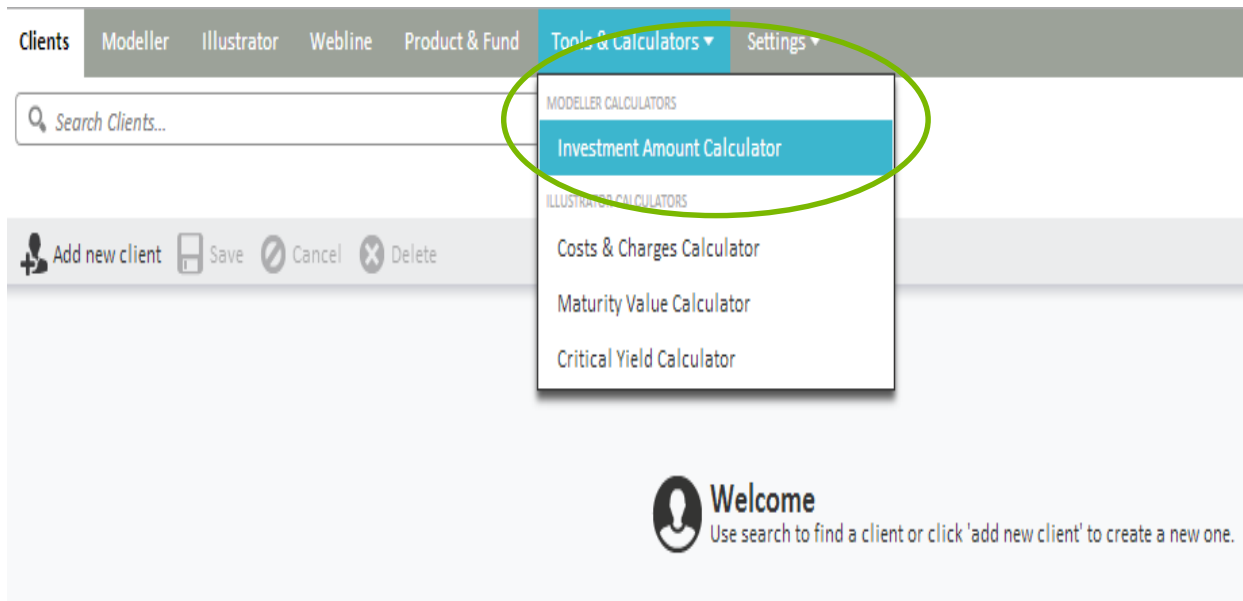 Clients Modeller Illustrator Webline Product & Fund Tools & Calculators Settings
Search Clients...
MODELLER CALCULATORS
Investment Amount Calculator
ILLUSTRATOR CALCULATORS
Costs & Charges Calculator
Maturity Value Calculator
Critical Yield Calculator
Add new client Save Cancel Delete
Welcome
Use search to find a client or click 'add new client' to create a new one.